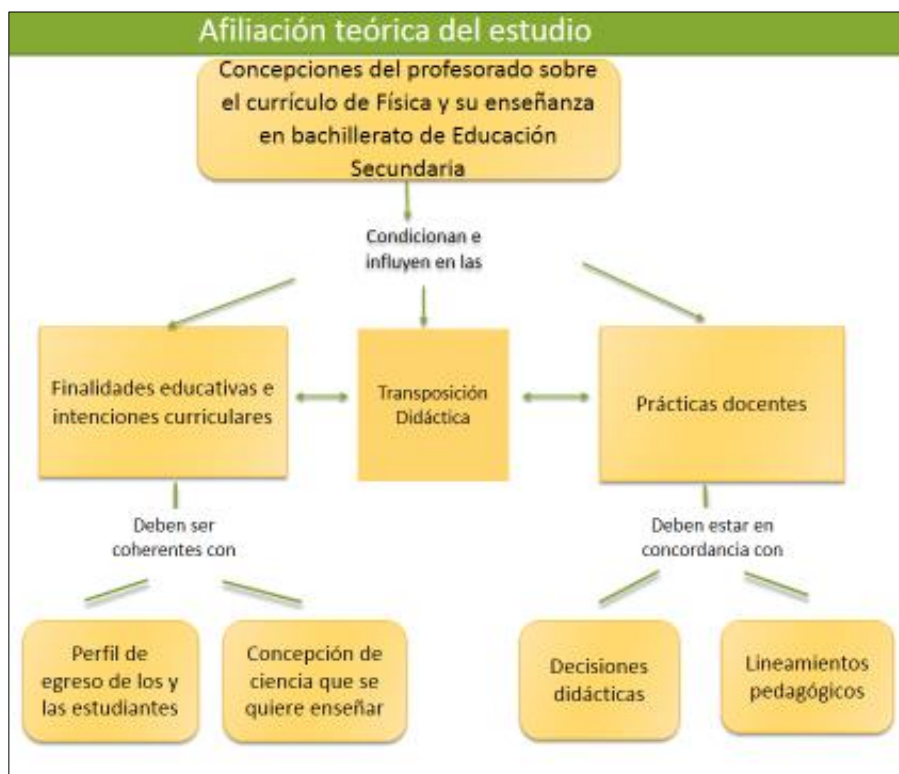 Afiliación teórica del estudio
Concepciones del profesorado sobre
el currículo de Física y su enseñanza
en bachillerato de Educación
Secundaria
Condicionan e
influyen en las
Finalidades educativas e
intenciones curriculares
Transposición
Didáctica
Prácticas docentes
Deben ser
coherentes con
Deben estar en
concordancia con
Perfil de
egreso de los y
las estudiantes
Concepción de
ciencia que se
quiere enseñar
Decisiones
didácticas
Lineamientos
pedagógicos